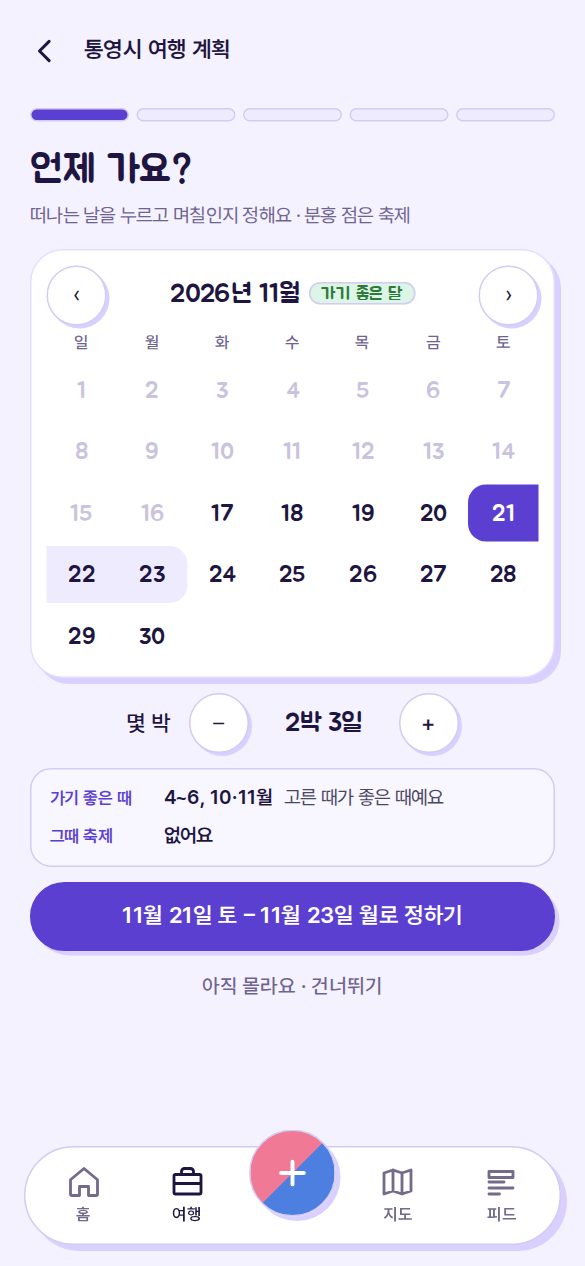 통영시 여행 계획
언제 가요?
떠나는 날을 누르고 며칠인지 정해요 · 분홍 점은 축제
‹ 2026년 11월 가기 좋은 달 ›
일 월 화 수 목 금 토
1 2 3 4 5 6 7
8 9 10 11 12 13 14
15 16 17 18 19 20 21
22 23 24 25 26 27 28
29 30
몇 박 − 2박 3일 +
가기 좋은 때 4~6, 10·11월 고른 때가 좋은 때예요
그때 축제 없어요
11월 21일 토 – 11월 23일 월로 정하기
아직 몰라요 · 건너뛰기
홈 여행 지도 피드